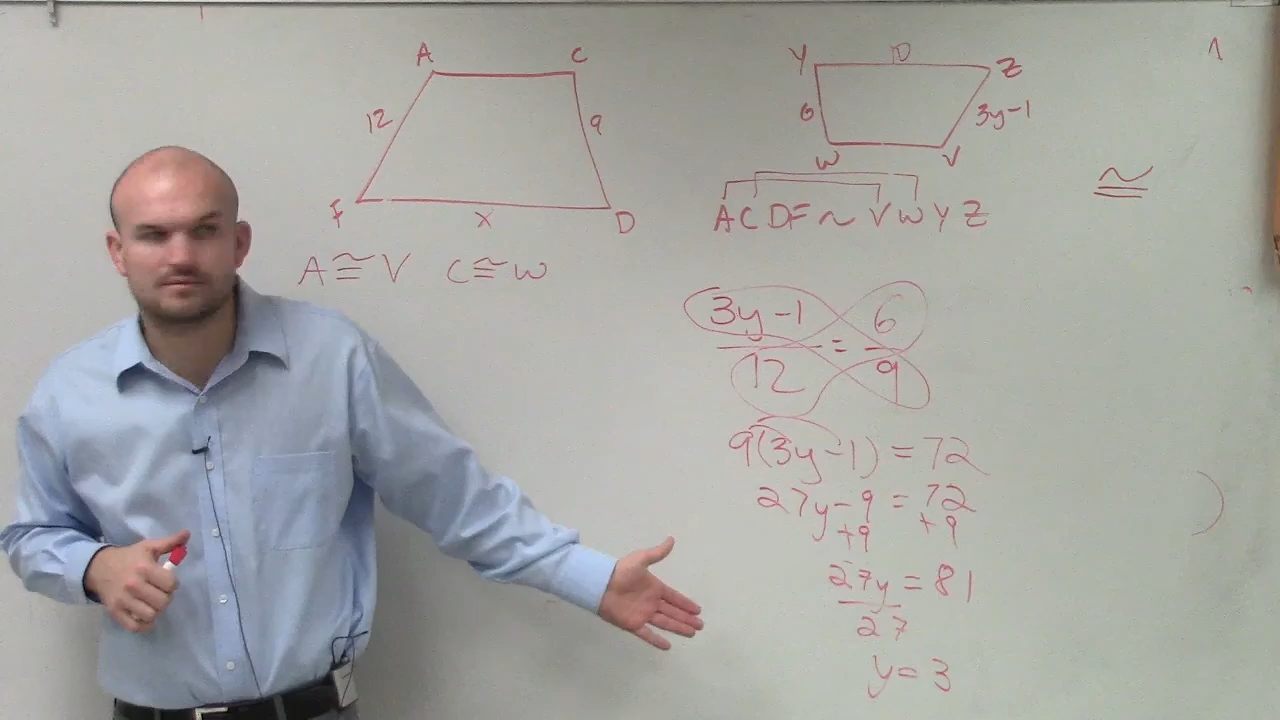 A C
12 9
F x D
Y 10 Z
6 3y-1
W V
ACDF ~ VWYZ
≅
A ≅ V C ≅ W
3y-1 = 6
12 9
9(3y-1) = 72
27y-9 = 72
+9 +9
27y = 81
27
y = 3